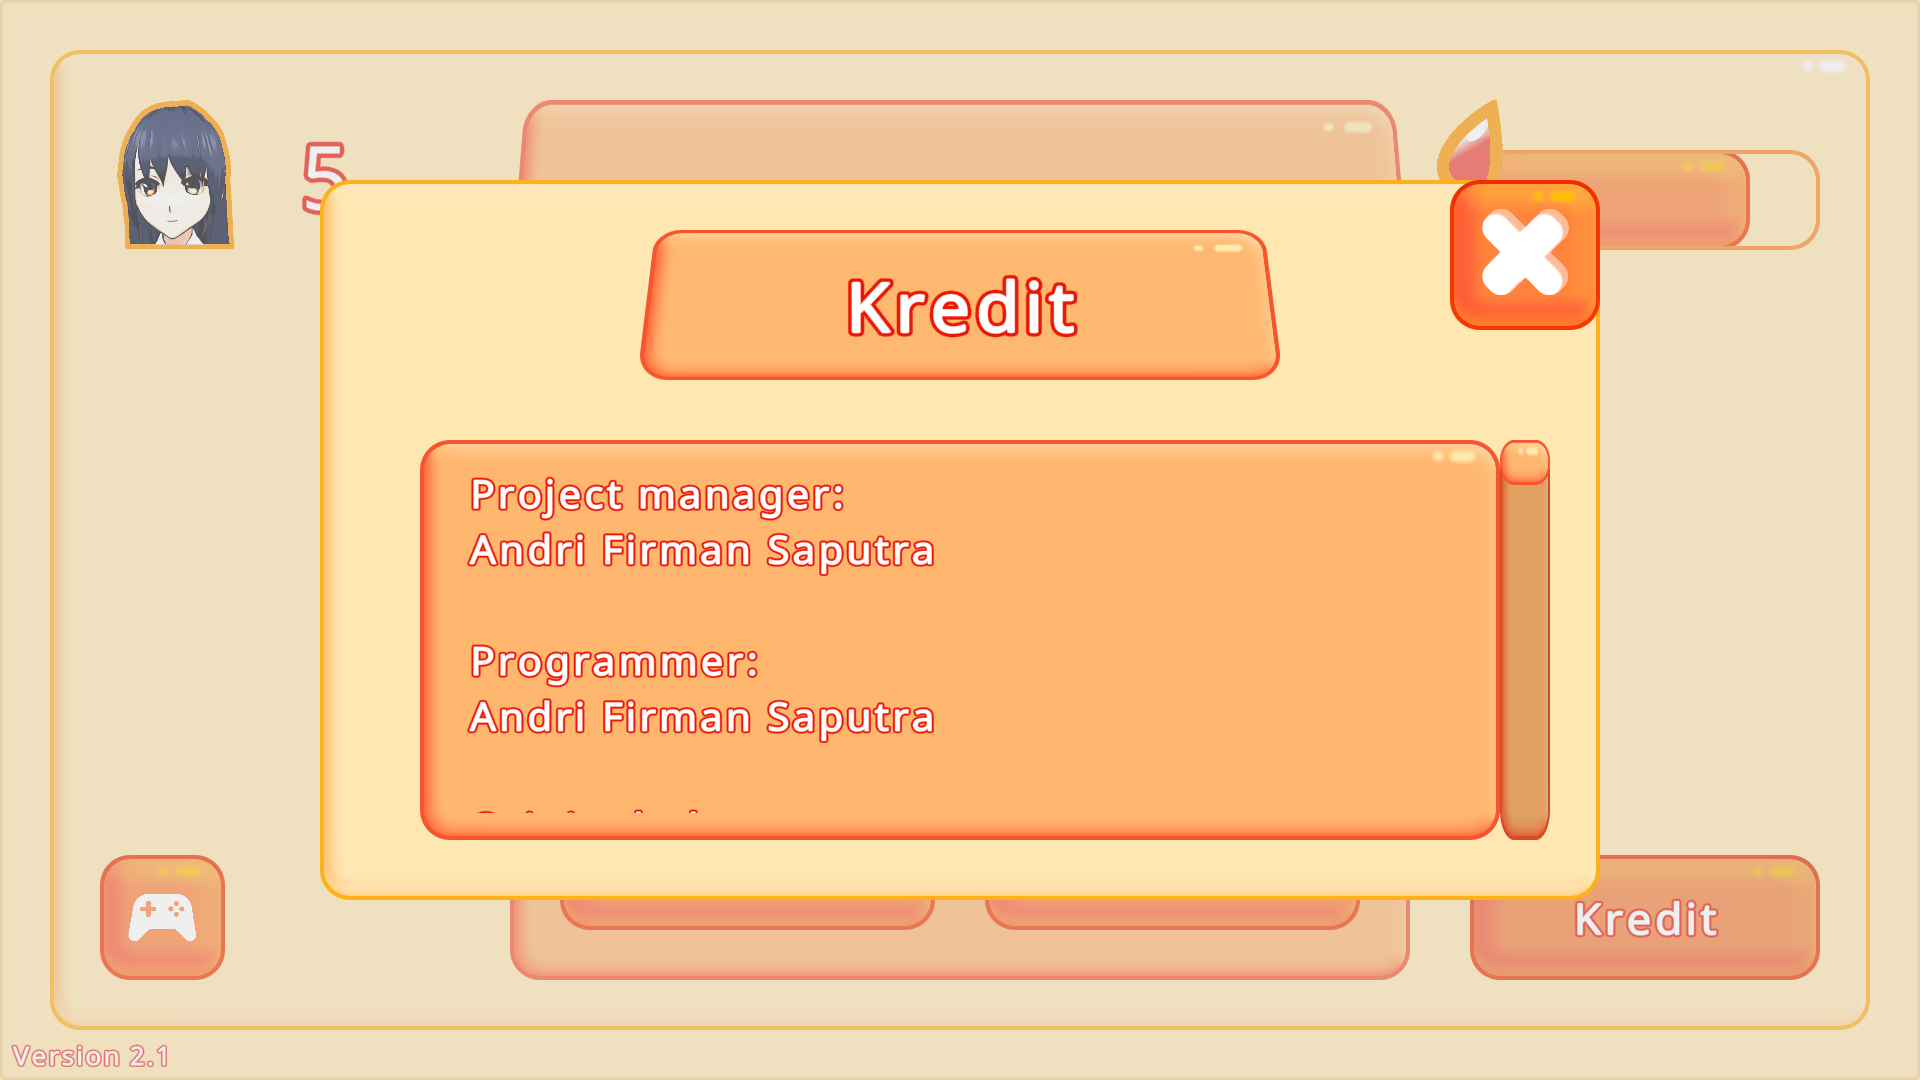 5
Kredit
Project manager:
Andri Firman Saputra
Programmer:
Andri Firman Saputra
Kredit
Version 2.1